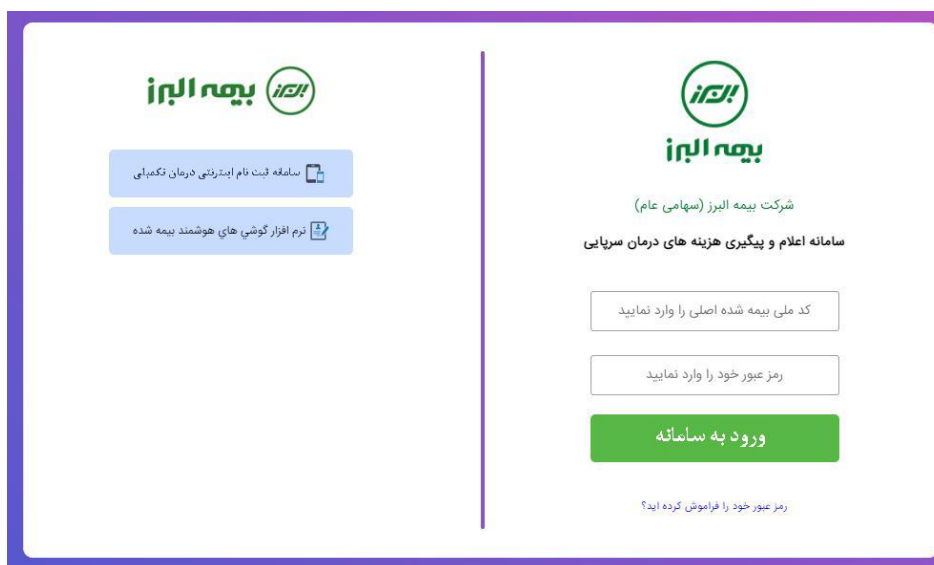 البرز
بیمه البرز
شرکت بیمه البرز (سهامی عام)
سامانه اعلام و پیگیری هزینه های درمان سرپایی
کد ملی بیمه شده اصلی را وارد نمایید
رمز عبور خود را وارد نمایید
ورود به سامانه
رمز عبور خود را فراموش کرده اید؟
البرز
بیمه البرز
سامانه ثبت نام اینترنتی درمان تکمیلی
نرم افزار گوشي هاي هوشمند بيمه شده